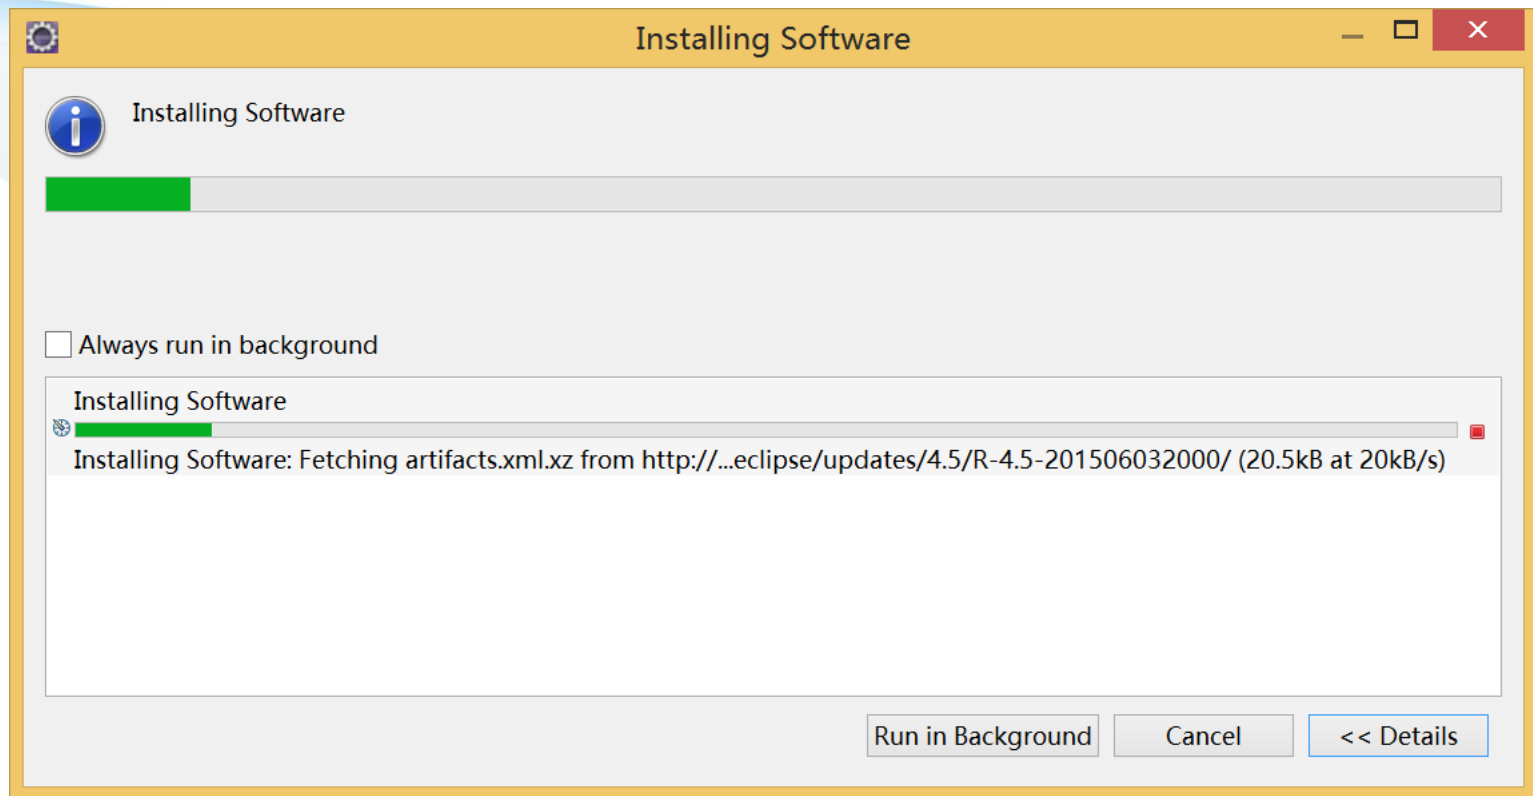 Installing Software
Installing Software
Always run in background
Installing Software
Installing Software: Fetching artifacts.xml.xz from http://...eclipse/updates/4.5/R-4.5-201506032000/ (20.5kB at 20kB/s)
Run in Background
Cancel
<< Details